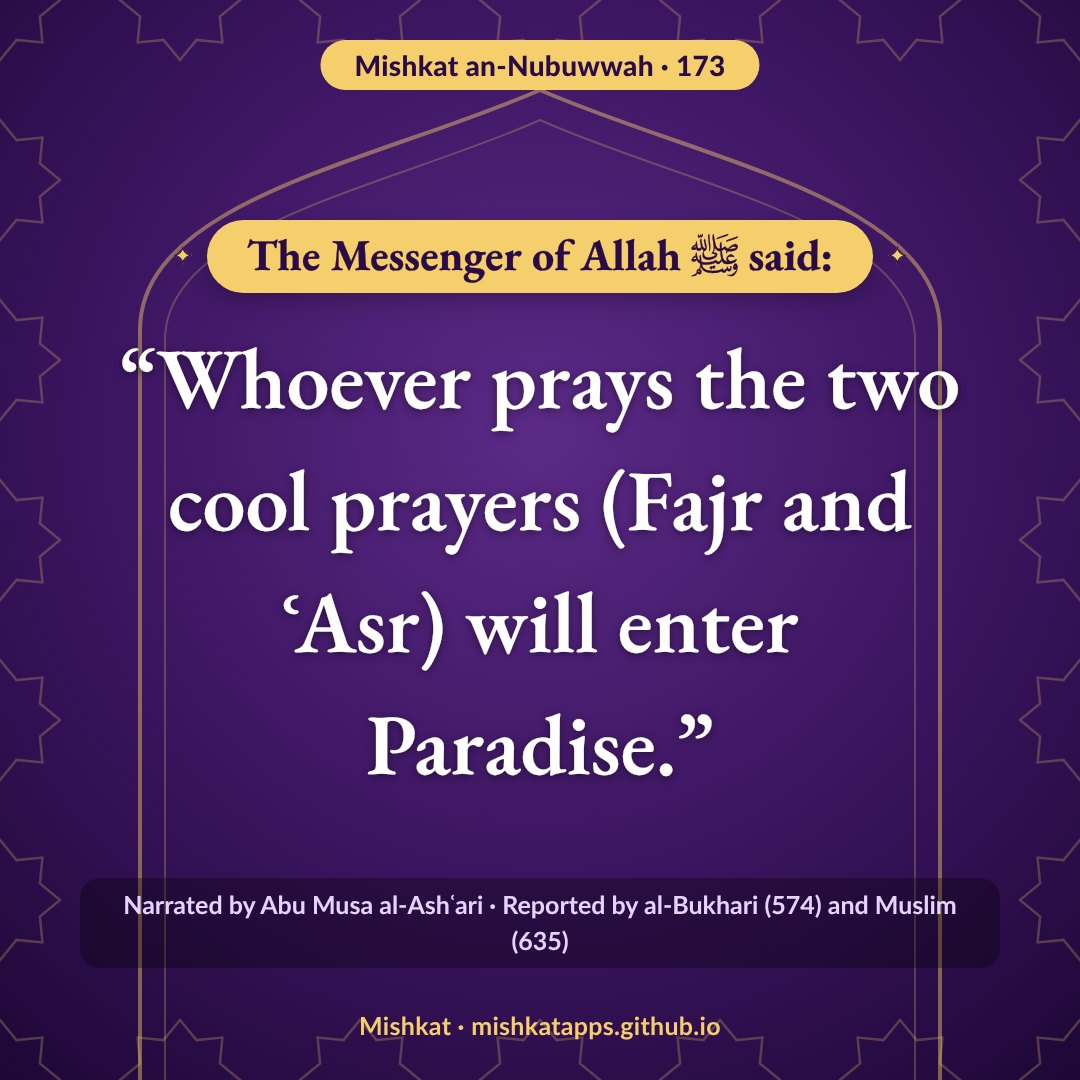 Mishkat an-Nubuwwah · 173
The Messenger of Allah ﷺ said:
“Whoever prays the two
cool prayers (Fajr and
ʿAsr) will enter
Paradise.”
Narrated by Abu Musa al-Ashʿari · Reported by al-Bukhari (574) and Muslim
(635)
Mishkat · mishkatapps.github.io